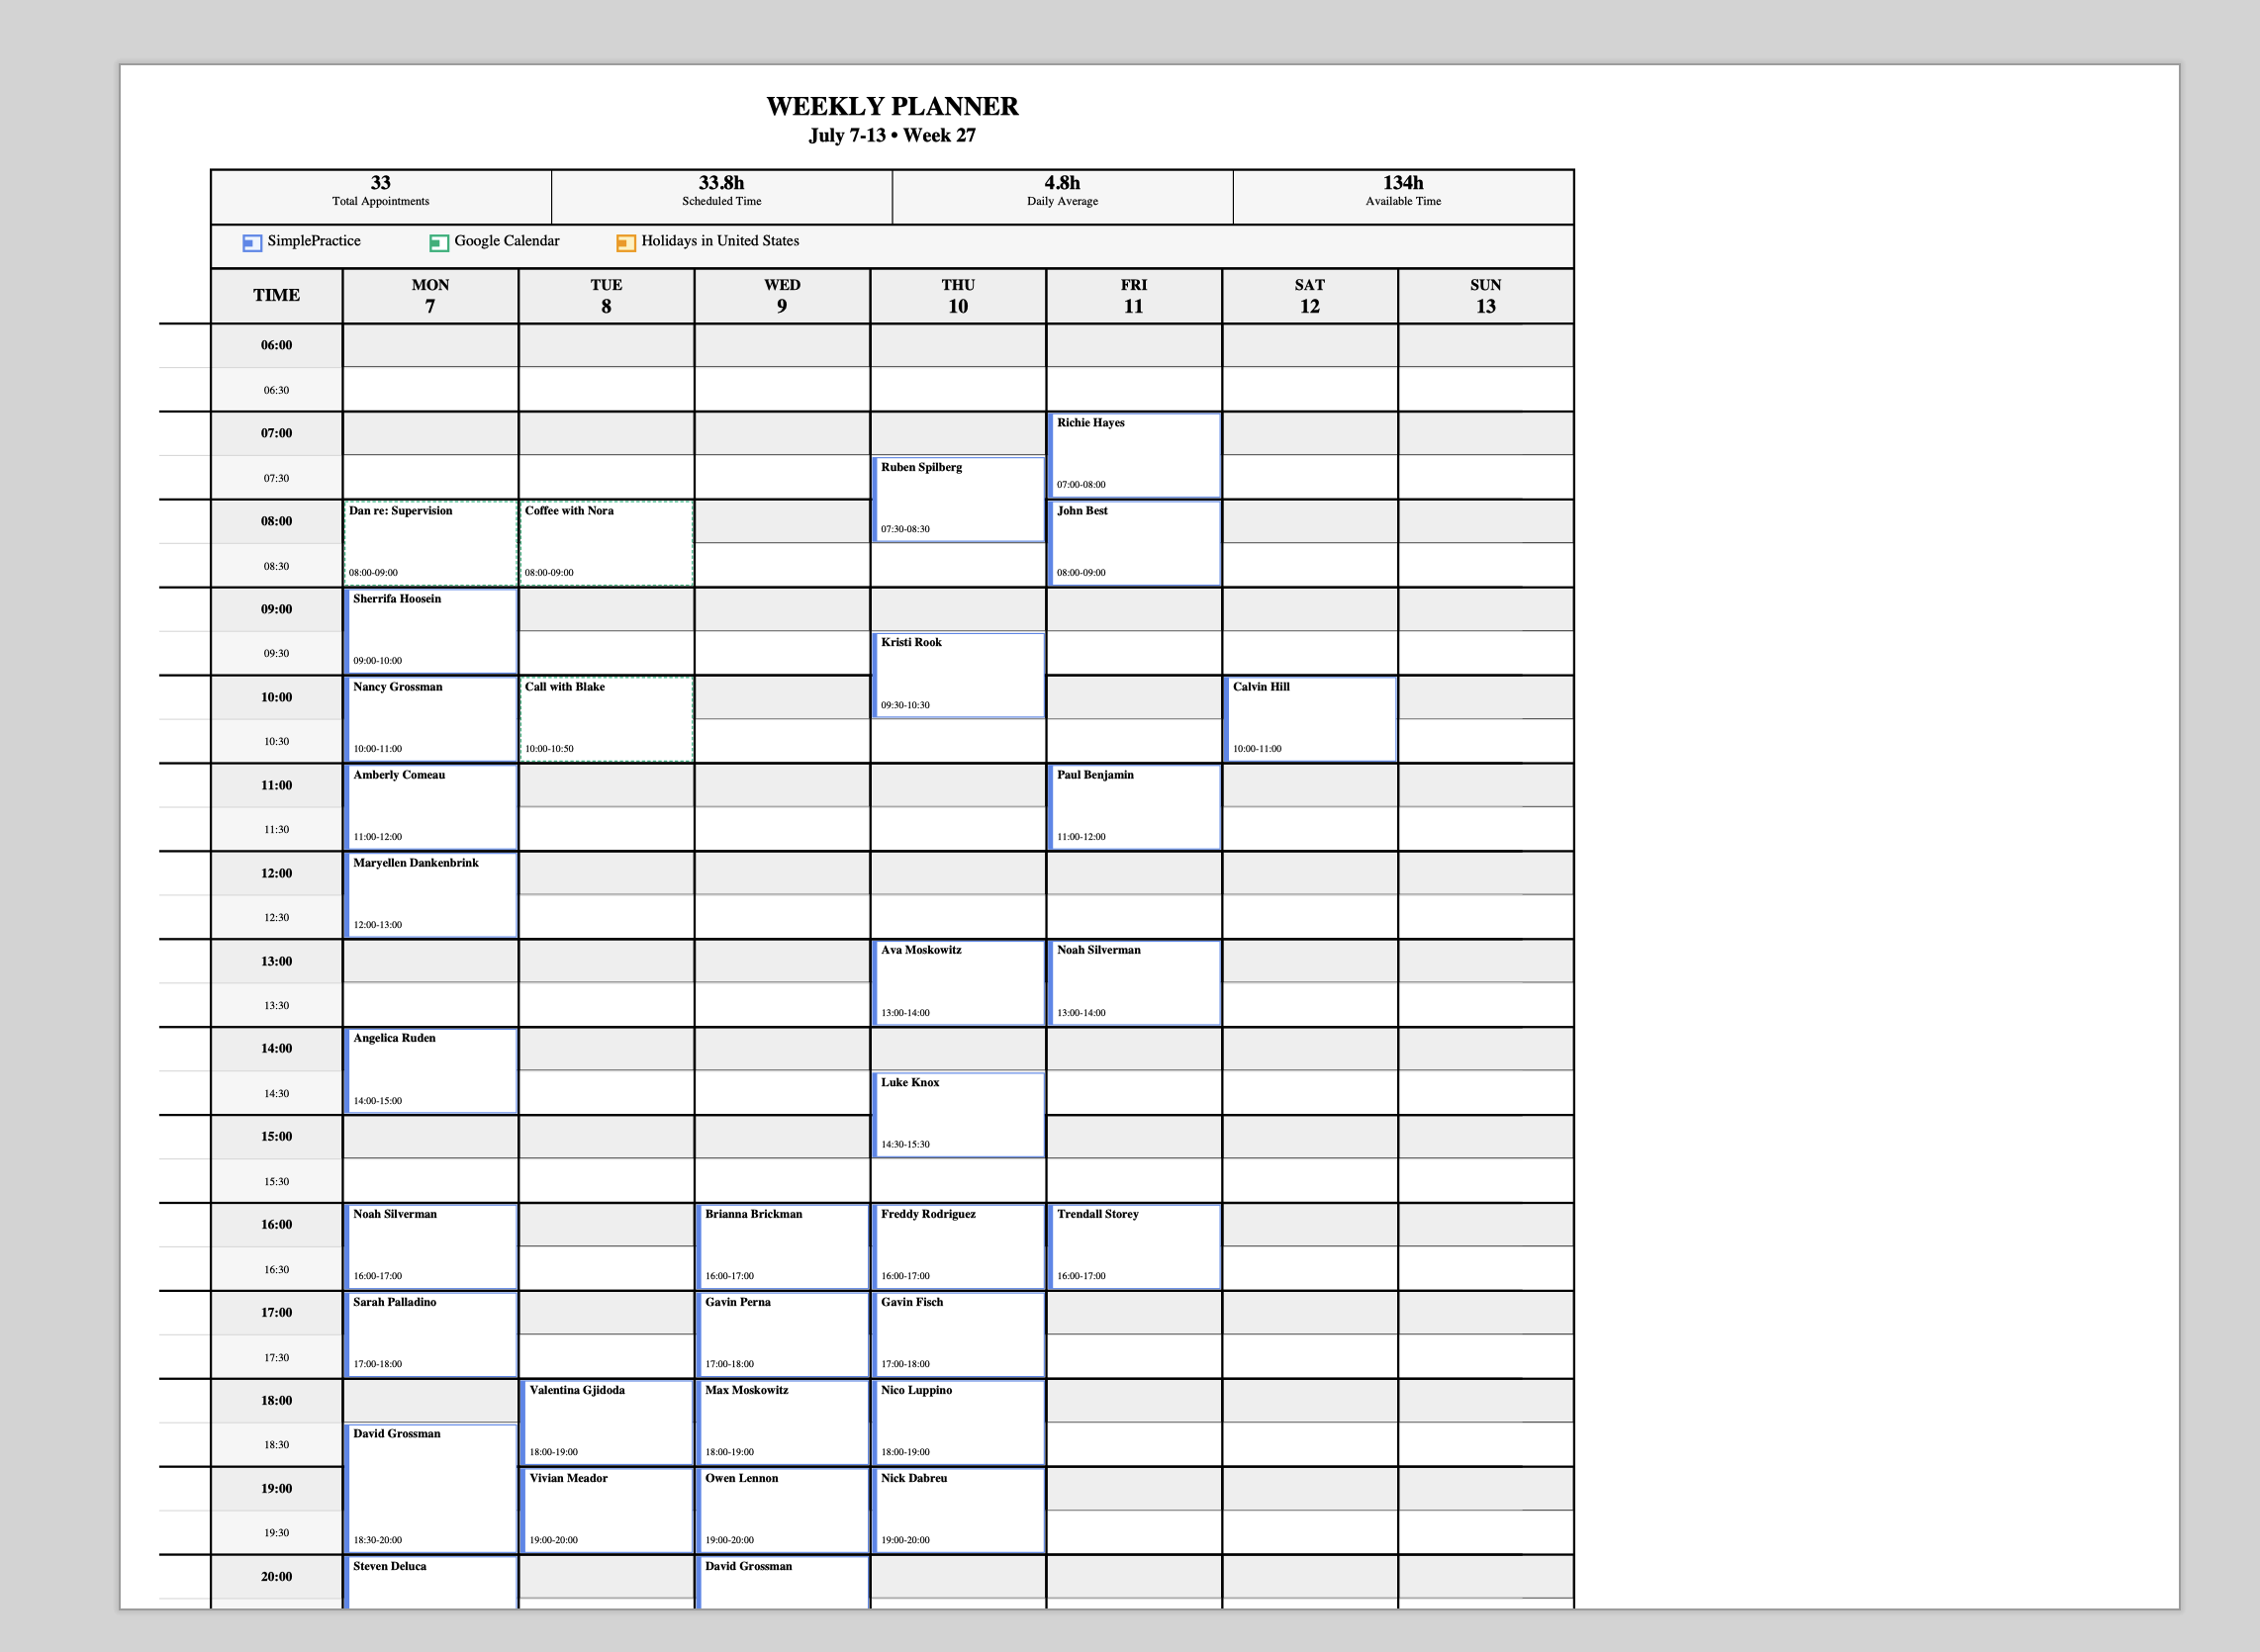 WEEKLY PLANNER
July 7-13 • Week 27
33
Total Appointments
33.8h
Scheduled Time
4.8h
Daily Average
134h
Available Time
SimplePractice
Google Calendar
Holidays in United States
TIME
MON
7
TUE
8
WED
9
THU
10
FRI
11
SAT
12
SUN
13
06:00
06:30
07:00
Richie Hayes
07:30
Ruben Spilberg
07:00-08:00
08:00
Dan re: Supervision
Coffee with Nora
07:30-08:30
John Best
08:30
08:00-09:00
08:00-09:00
08:00-09:00
09:00
Sherrifa Hoosein
09:30
09:00-10:00
Kristi Rook
10:00
Nancy Grossman
Call with Blake
09:30-10:30
Calvin Hill
10:30
10:00-11:00
10:00-10:50
10:00-11:00
11:00
Amberly Comeau
Paul Benjamin
11:30
11:00-12:00
11:00-12:00
12:00
Maryellen Dankenbrink
12:30
12:00-13:00
13:00
Ava Moskowitz
Noah Silverman
13:30
13:00-14:00
13:00-14:00
14:00
Angelica Ruden
14:30
14:00-15:00
Luke Knox
15:00
14:30-15:30
15:30
16:00
Noah Silverman
Brianna Brickman
Freddy Rodriguez
Trendall Storey
16:30
16:00-17:00
16:00-17:00
16:00-17:00
16:00-17:00
17:00
Sarah Palladino
Gavin Perna
Gavin Fisch
17:30
17:00-18:00
17:00-18:00
17:00-18:00
18:00
Valentina Gjidoda
Max Moskowitz
Nico Luppino
18:30
David Grossman
18:00-19:00
18:00-19:00
18:00-19:00
19:00
Vivian Meador
Owen Lennon
Nick Dabreu
19:30
18:30-20:00
19:00-20:00
19:00-20:00
19:00-20:00
20:00
Steven Deluca
David Grossman